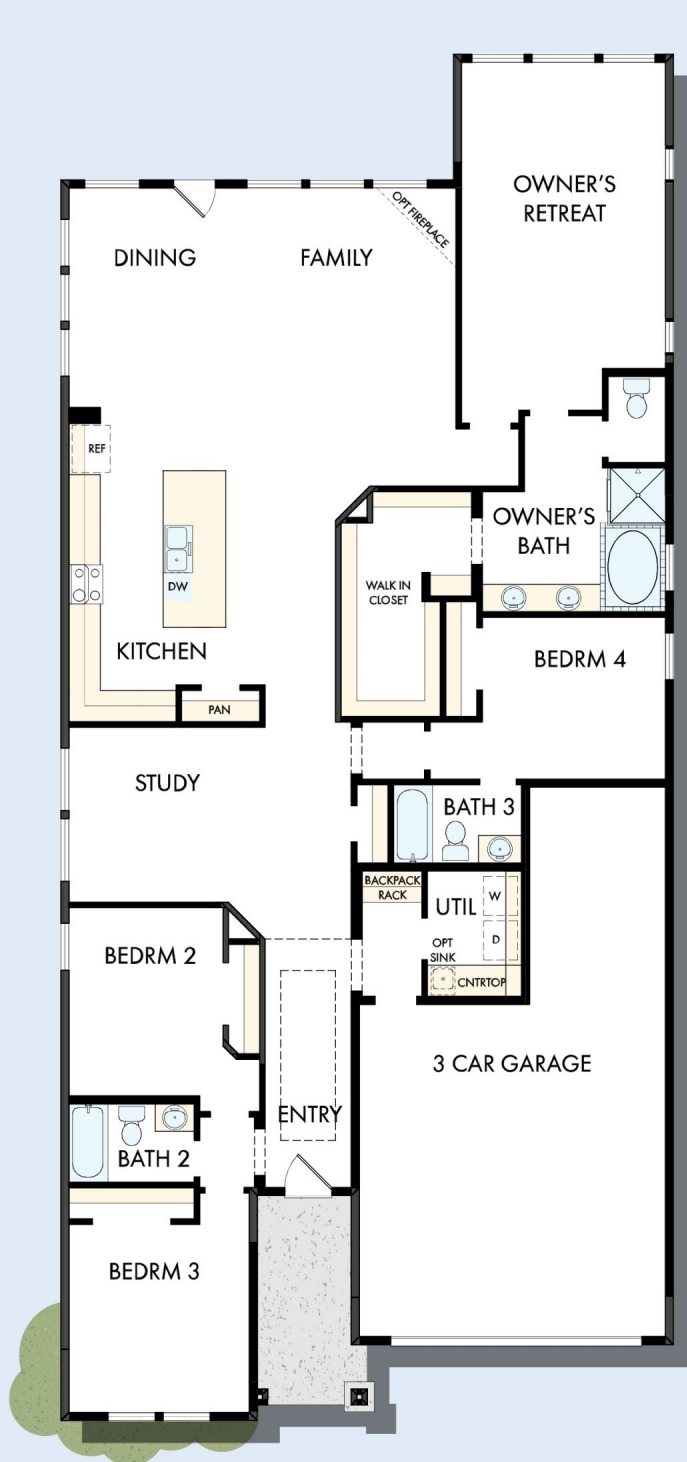 OWNER'S
RETREAT
OPT FIREPLACE
DINING
FAMILY
REF
OWNER'S
BATH
DW
WALK IN
CLOSET
KITCHEN
BEDRM 4
PAN
STUDY
BATH 3
BACKPACK
RACK
UTIL
W
OPT
SINK
D
CNTRTOP
BEDRM 2
3 CAR GARAGE
ENTRY
BATH 2
BEDRM 3